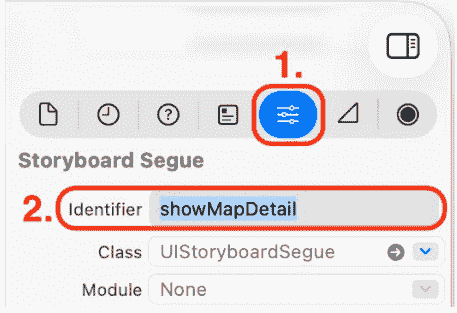 1.
Storyboard Segue
2. Identifier showMapDetail
Class UIStoryboardSegue
Module None